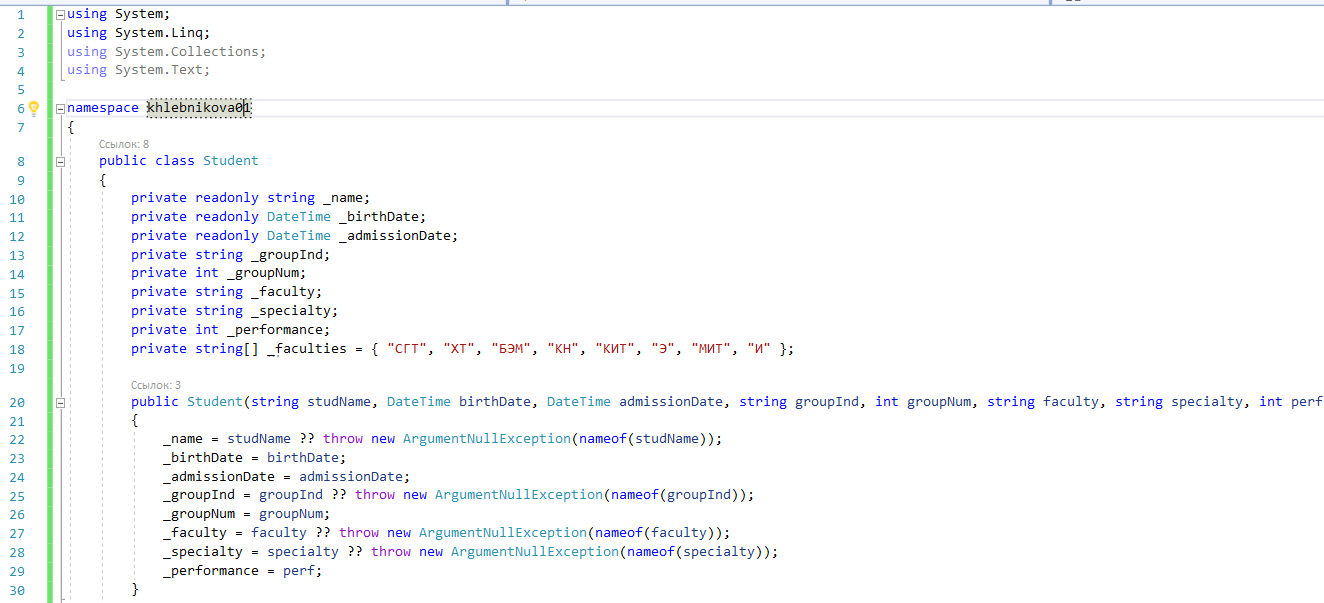 1 using System;
2 using System.Linq;
3 using System.Collections;
4 using System.Text;
5
6 namespace khlebnikova01
7 {
Ссылок: 8
8 public class Student
9 {
10 private readonly string _name;
11 private readonly DateTime _birthDate;
12 private readonly DateTime _admissionDate;
13 private string _groupInd;
14 private int _groupNum;
15 private string _faculty;
16 private string _specialty;
17 private int _performance;
18 private string[] _faculties = { "СГТ", "ХТ", "БЭМ", "КН", "КИТ", "Э", "МИТ", "И" };
19
Ссылок: 3
20 public Student(string studName, DateTime birthDate, DateTime admissionDate, string groupInd, int groupNum, string faculty, string specialty, int perf
21 {
22 _name = studName ?? throw new ArgumentNullException(nameof(studName));
23 _birthDate = birthDate;
24 _admissionDate = admissionDate;
25 _groupInd = groupInd ?? throw new ArgumentNullException(nameof(groupInd));
26 _groupNum = groupNum;
27 _faculty = faculty ?? throw new ArgumentNullException(nameof(faculty));
28 _specialty = specialty ?? throw new ArgumentNullException(nameof(specialty));
29 _performance = perf;
30 }